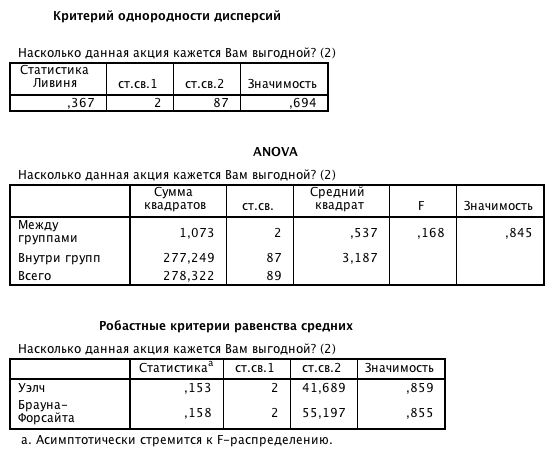 Критерий однородности дисперсий
Насколько данная акция кажется Вам выгодной? (2)
Статистика Ливиня ст.св.1 ст.св.2 Значимость
,367 2 87 ,694
ANOVA
Насколько данная акция кажется Вам выгодной? (2)
Сумма квадратов ст.св. Средний квадрат F Значимость
Между группами 1,073 2 ,537 ,168 ,845
Внутри групп 277,249 87 3,187
Всего 278,322 89
Робастные критерии равенства средних
Насколько данная акция кажется Вам выгодной? (2)
Статистикаa ст.св.1 ст.св.2 Значимость
Уэлч ,153 2 41,689 ,859
Брауна-Форсайта ,158 2 55,197 ,855
a. Асимптотически стремится к F-распределению.